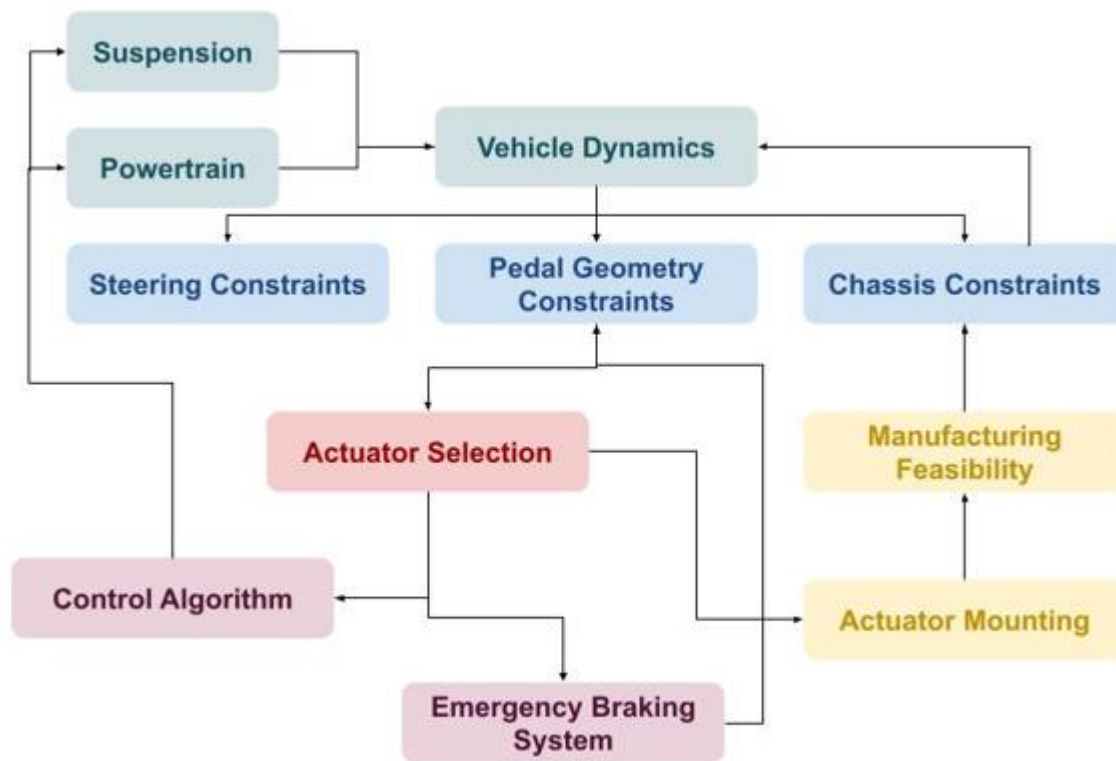 Suspension
Powertrain
Vehicle Dynamics
Steering Constraints
Pedal Geometry
Constraints
Chassis Constraints
Actuator Selection
Manufacturing
Feasibility
Control Algorithm
Actuator Mounting
Emergency Braking
System